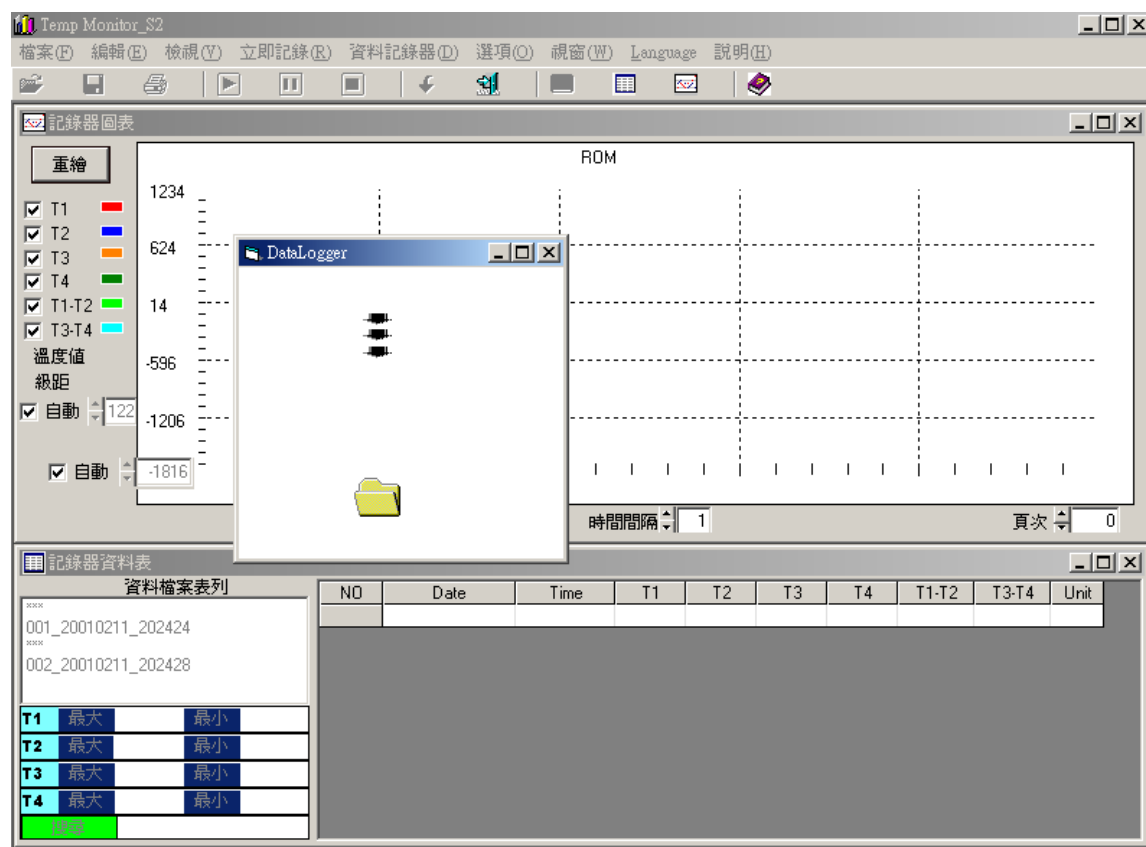 Temp Monitor_S2
檔案(F) 編輯(E) 檢視(V) 立即記錄(R) 資料記錄器(D) 選項(O) 視窗(W) Language 說明(H)
記錄器圖表
重繪
ROM
T1
T2
T3
T4
T1-T2
T3-T4
溫度值
級距
自動 122
自動 -1816
1234
624
14
-596
-1206
DataLogger
時間間隔 1
頁次 0
記錄器資料表
資料檔案表列
***
001_20010211_202424
***
002_20010211_202428
NO Date Time T1 T2 T3 T4 T1-T2 T3-T4 Unit
T1 最大 最小
T2 最大 最小
T3 最大 最小
T4 最大 最小
搜尋